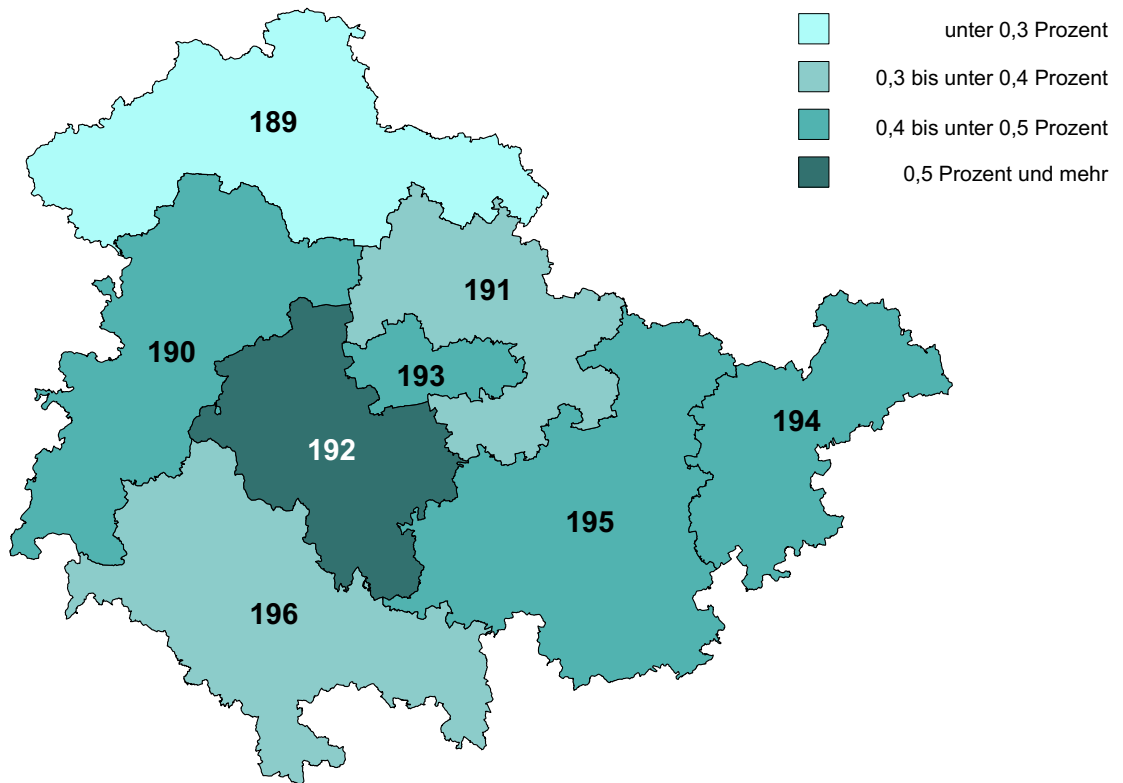 unter 0,3 Prozent
0,3 bis unter 0,4 Prozent
0,4 bis unter 0,5 Prozent
0,5 Prozent und mehr
189
191
190
193
194
192
195
196